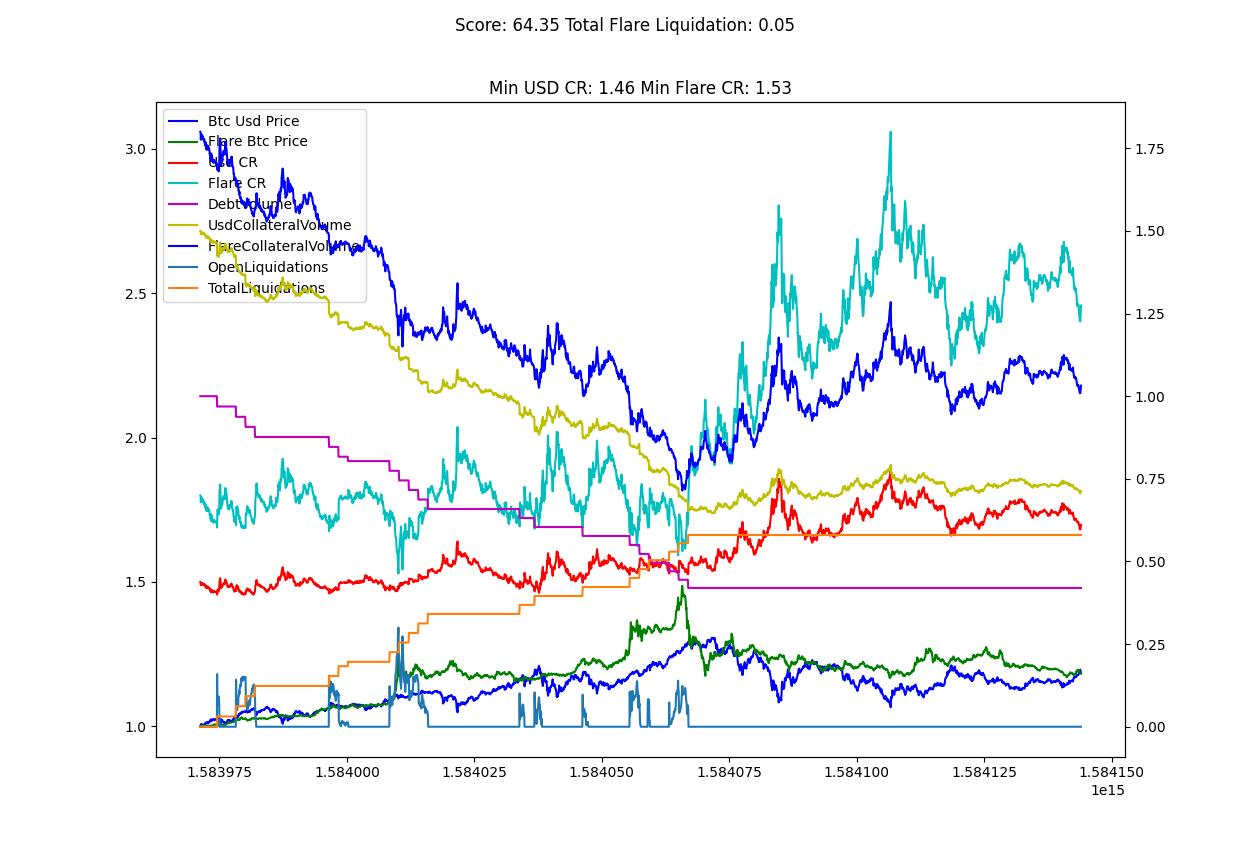 Score: 64.35 Total Flare Liquidation: 0.05
Min USD CR: 1.46 Min Flare CR: 1.53
Btc Usd Price
Flare Btc Price
Usd CR
Flare CR
DebtVolume
UsdCollateralVolume
FlareCollateralVolume
OpenLiquidations
TotalLiquidations
3.0
2.5
2.0
1.5
1.0
1.75
1.50
1.25
1.00
0.75
0.50
0.25
0.00
1.583975 1.584000 1.584025 1.584050 1.584075 1.584100 1.584125 1.584150
1e15